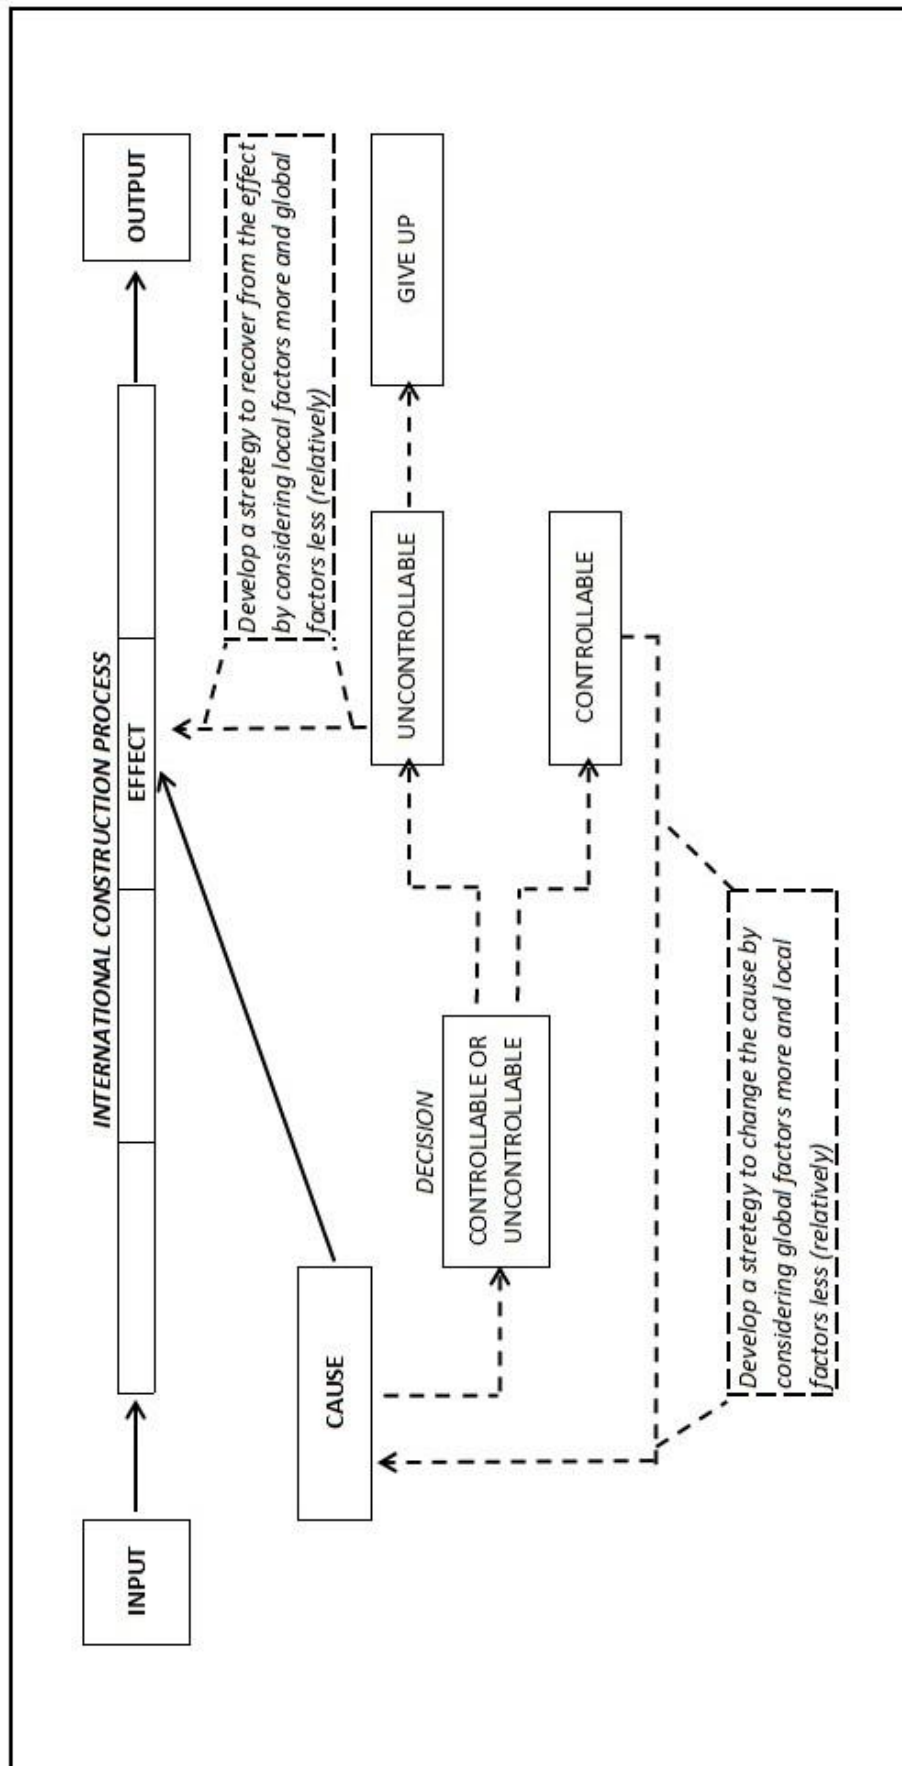 INTERNATIONAL CONSTRUCTION PROCESS
INPUT
EFFECT
OUTPUT
Develop a stretegy to recover from the effect
by considering local factors more and global
factors less (relatively)
CAUSE
DECISION
CONTROLLABLE OR
UNCONTROLLABLE
UNCONTROLLABLE
GIVE UP
CONTROLLABLE
Develop a stretegy to change the cause by
considering global factors more and local
factors less (relatively)